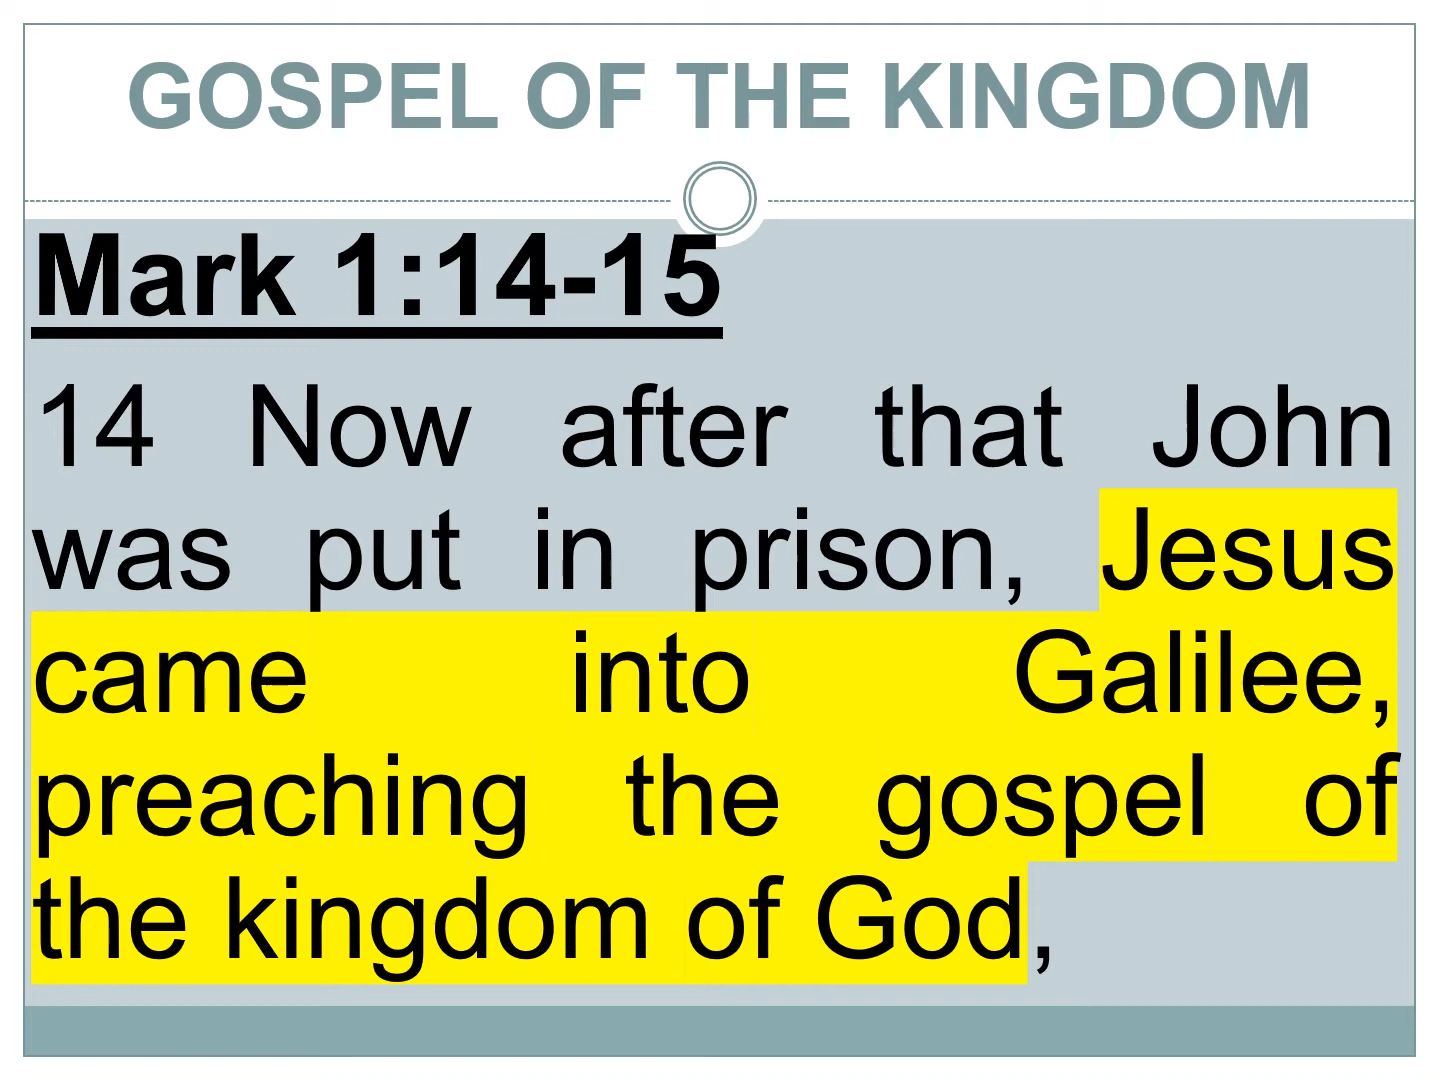 GOSPEL OF THE KINGDOM
Mark 1:14-15
14 Now after that John
was put in prison, Jesus
came into Galilee,
preaching the gospel of
the kingdom of God,